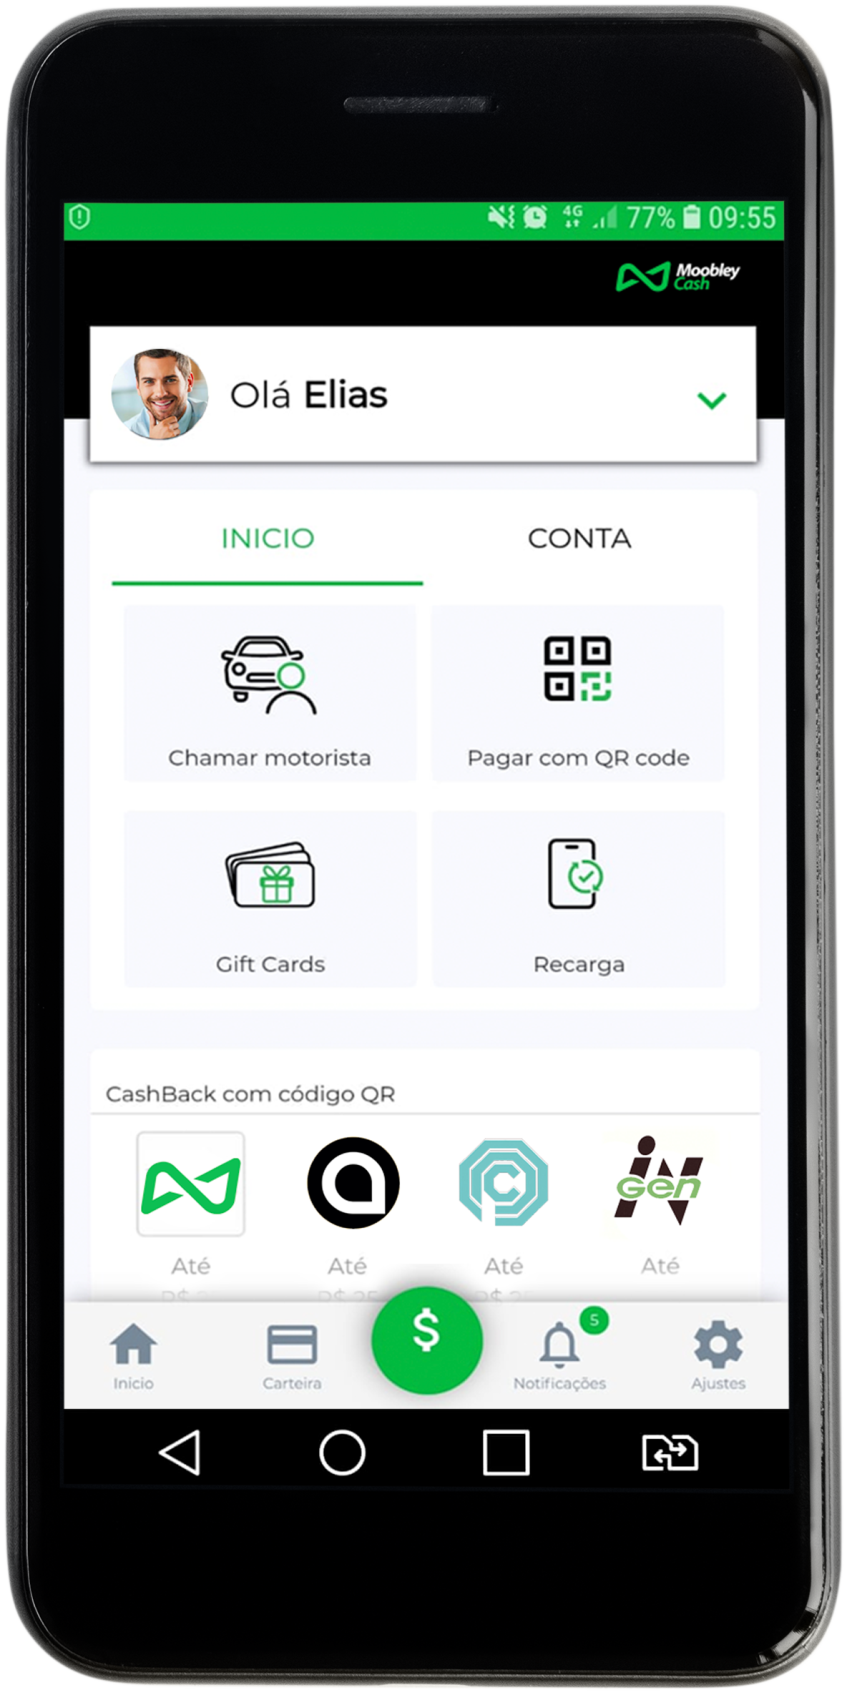 4G 77% 09:55
Moobley
Cash
Olá Elias
INICIO CONTA
Chamar motorista Pagar com QR code
Gift Cards Recarga
CashBack com código QR
iN
Gen
Até Até Até Até
$
5
Inicio Carteira Notificações Ajustes